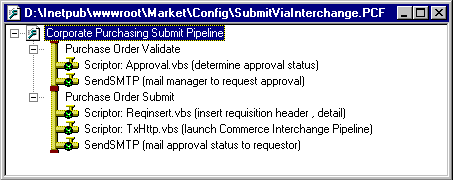 D:\Inetpub\wwwroot\Market\Config\SubmitViaInterchange.PCF
Corporate Purchasing Submit Pipeline
Purchase Order Validate
Scriptor: Approval.vbs (determine approval status)
SendSMTP (mail manager to request approval)
Purchase Order Submit
Scriptor: Reqinsert.vbs (insert requisition header , detail)
Scriptor: TxHttp.vbs (launch Commerce Interchange Pipeline)
SendSMTP (mail approval status to requestor)